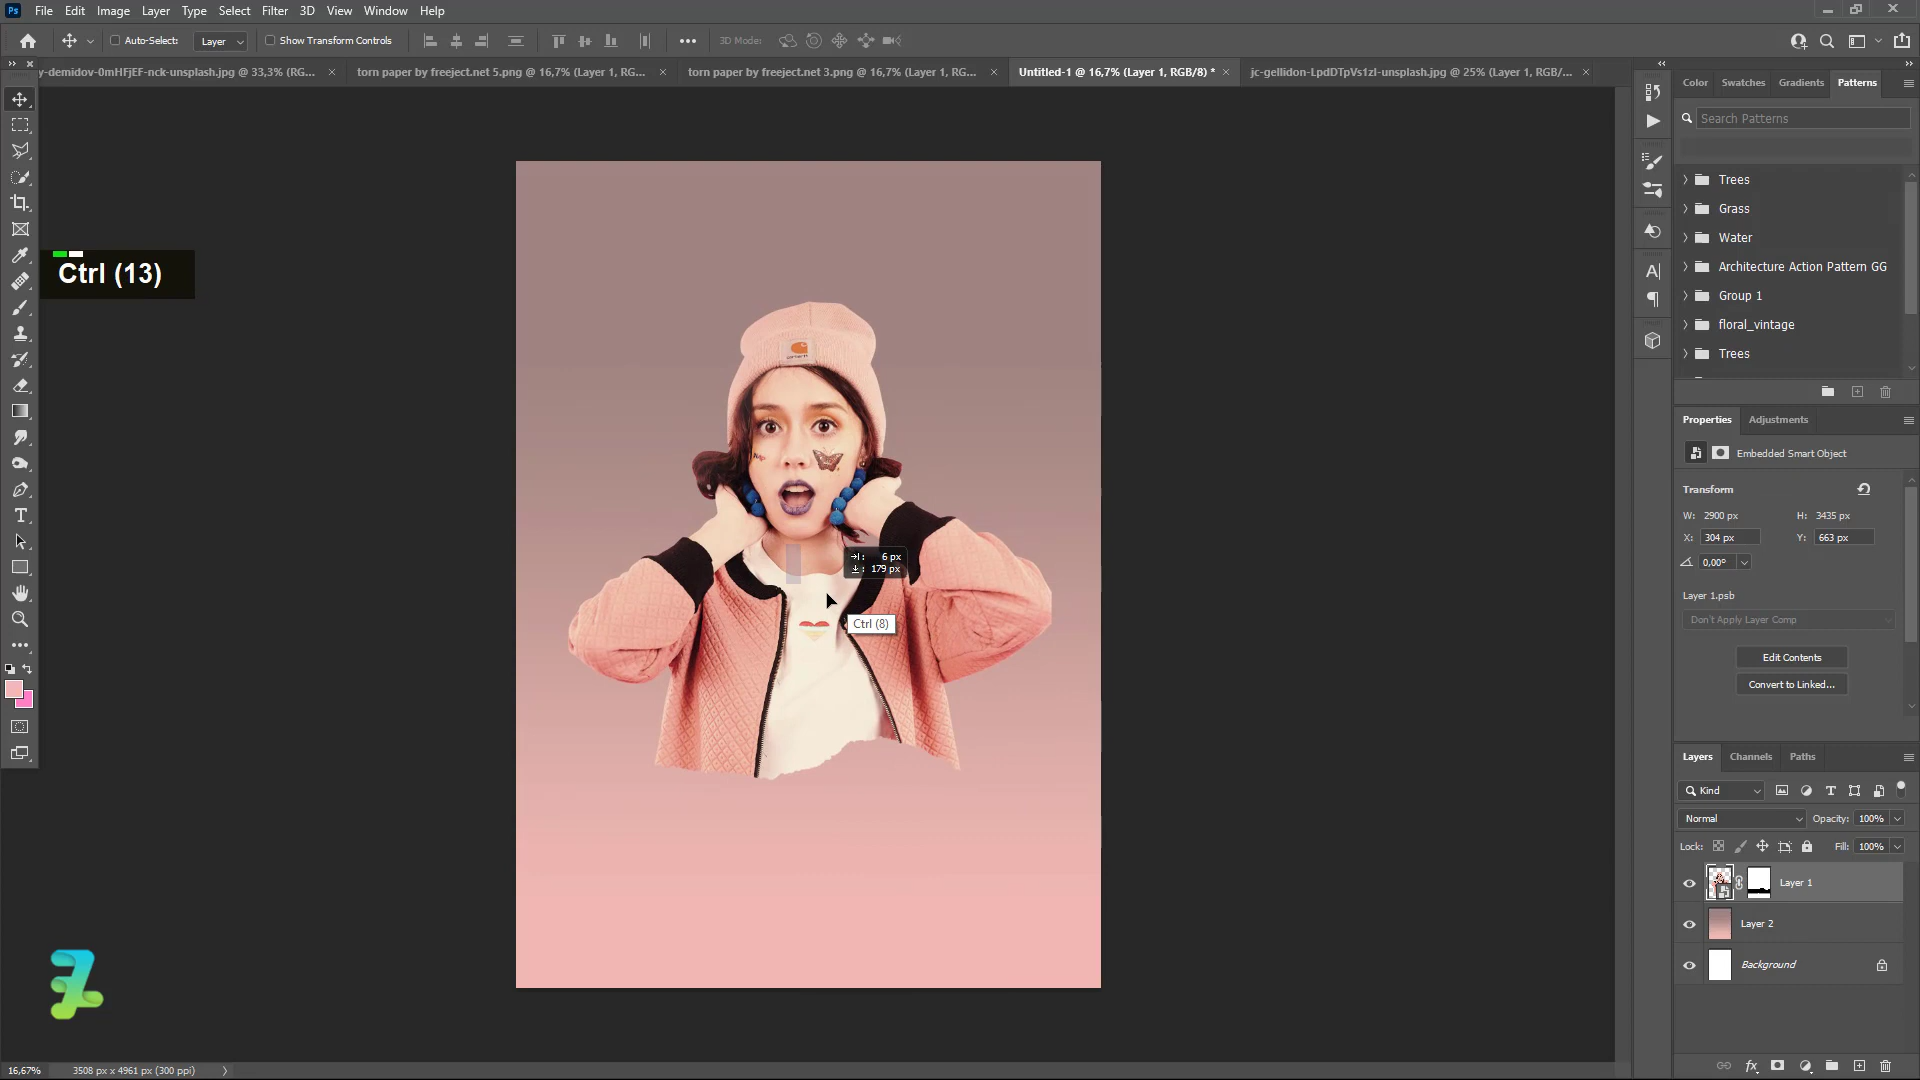 Ps File Edit Image Layer Type Select Filter 3D View Window Help
Auto-Select: Layer Show Transform Controls 3D Mode:
y-demidov-0mHFjEF-nck-unsplash.jpg @ 33,3% (RG... × torn paper by freeject.net 5.png @ 16,7% (Layer 1, RG... × torn paper by freeject.net 3.png @ 16,7% (Layer 1, RG... × Untitled-1 @ 16,7% (Layer 1, RGB/8) * × jc-gellidon-LpdDTpVs1zI-unsplash.jpg @ 25% (Layer 1, RGB/... ×
Color Swatches Gradients Patterns
Search Patterns
Trees
Grass
Water
Architecture Action Pattern GG
Group 1
floral_vintage
Trees
Ctrl (13)
6 px
179 px
Ctrl (8)
Properties Adjustments
Embedded Smart Object
Transform
W: 2900 px H: 3435 px
X: 304 px Y: 663 px
0,00°
Layer 1.psb
Don't Apply Layer Comp
Edit Contents
Convert to Linked...
Layers Channels Paths
Kind
Normal Opacity: 100%
Lock: Fill: 100%
Layer 1
Layer 2
Background
16,67% 3508 px x 4961 px (300 ppi)